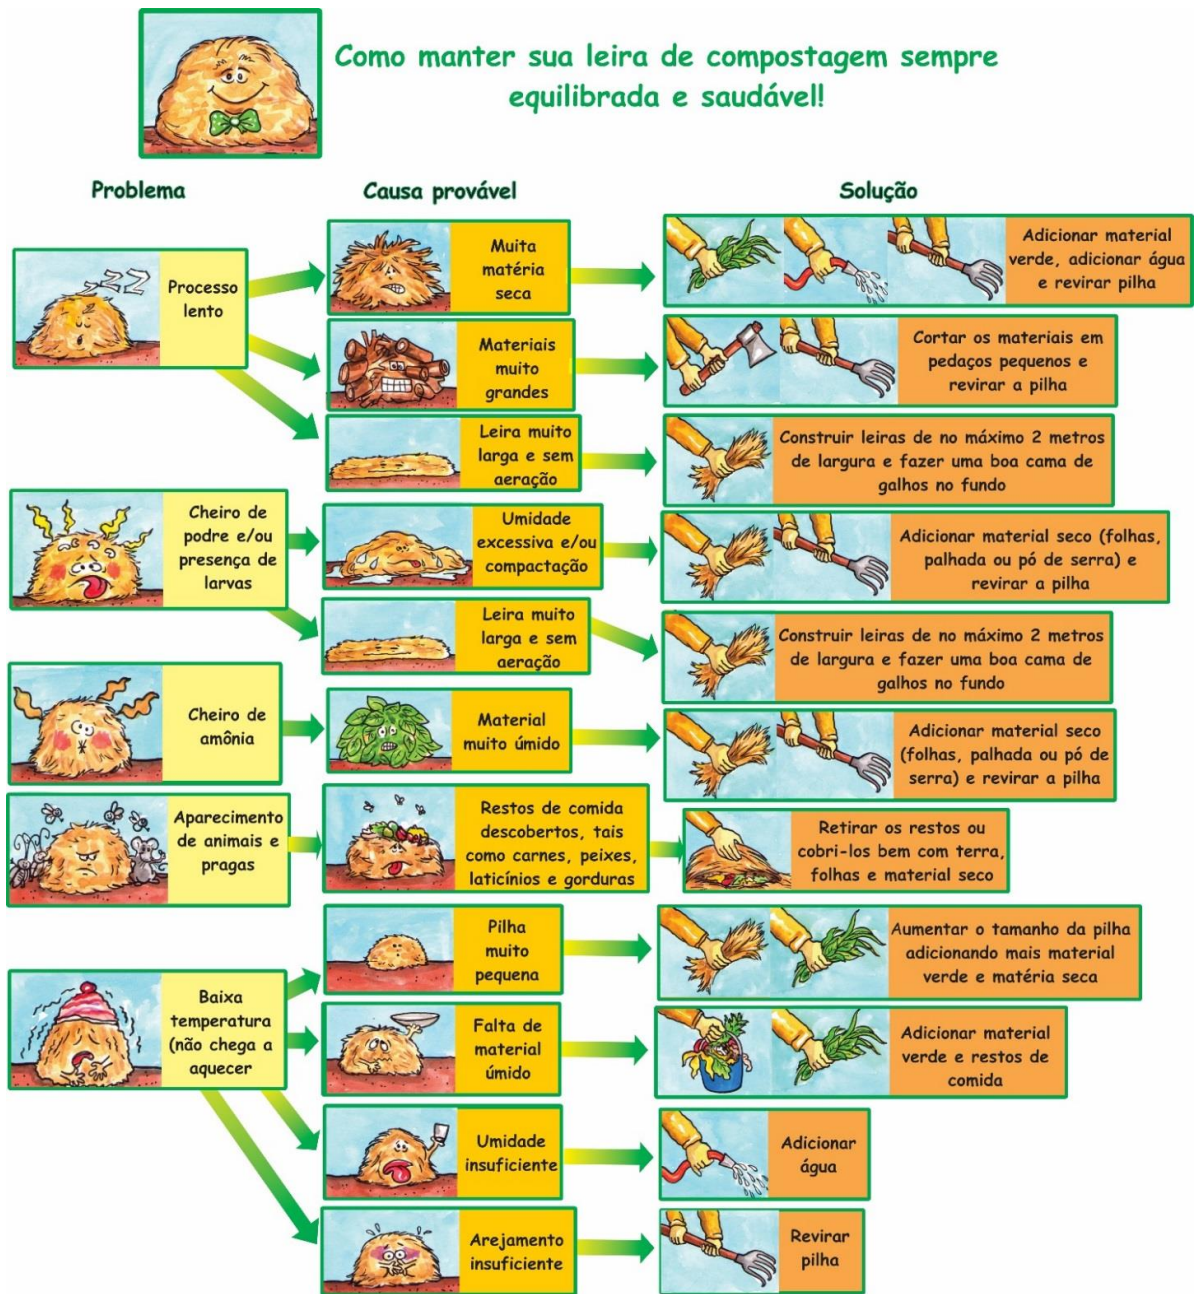 Como manter sua leira de compostagem sempre
equilibrada e saudável!
Problema
Causa provável
Solução
Processo
lento
Muita
matéria
seca
Adicionar material
verde, adicionar água
e revirar pilha
Materiais
muito
grandes
Cortar os materiais em
pedaços pequenos e
revirar a pilha
Leira muito
larga e sem
aeração
Construir leiras de no máximo 2 metros
de largura e fazer uma boa cama de
galhos no fundo
Cheiro de
podre e/ou
presença de
larvas
Umidade
excessiva e/ou
compactação
Adicionar material seco (folhas,
palhada ou pó de serra) e
revirar a pilha
Leira muito
larga e sem
aeração
Construir leiras de no máximo 2 metros
de largura e fazer uma boa cama de
galhos no fundo
Cheiro de
amônia
Material
muito úmido
Adicionar material seco
(folhas, palhada ou pó de
serra) e revirar a pilha
Aparecimento
de animais e
pragas
Restos de comida
descobertos, tais
como carnes, peixes,
laticínios e gorduras
Retirar os restos ou
cobri-los bem com terra,
folhas e material seco
Baixa
temperatura
(não chega a
aquecer
Pilha
muito
pequena
Aumentar o tamanho da pilha
adicionando mais material
verde e matéria seca
Falta de
material
úmido
Adicionar material
verde e restos de
comida
Umidade
insuficiente
Adicionar
água
Arejamento
insuficiente
Revirar
pilha